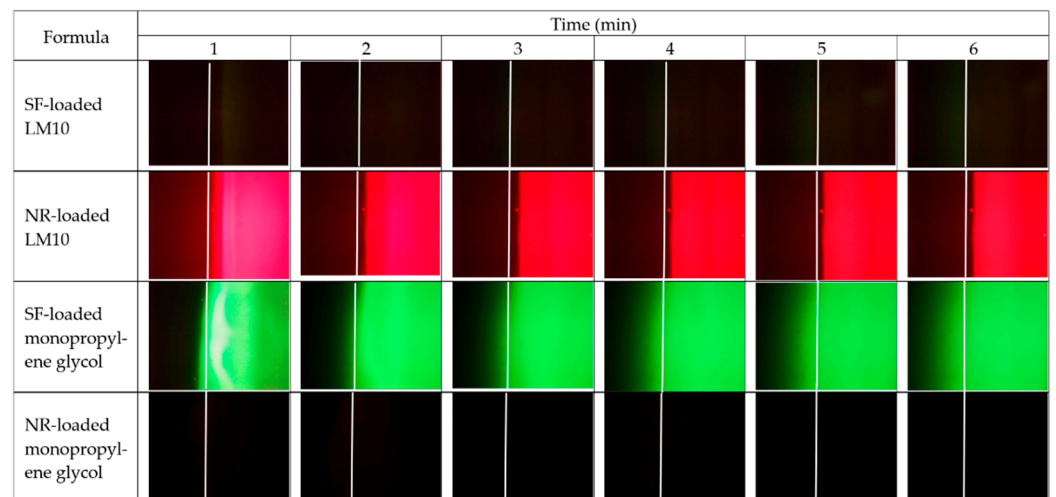 Formula
Time (min)
1 2 3 4 5 6
SF-loaded
LM10
NR-loaded
LM10
SF-loaded
monopropyl-
ene glycol
NR-loaded
monopropyl-
ene glycol